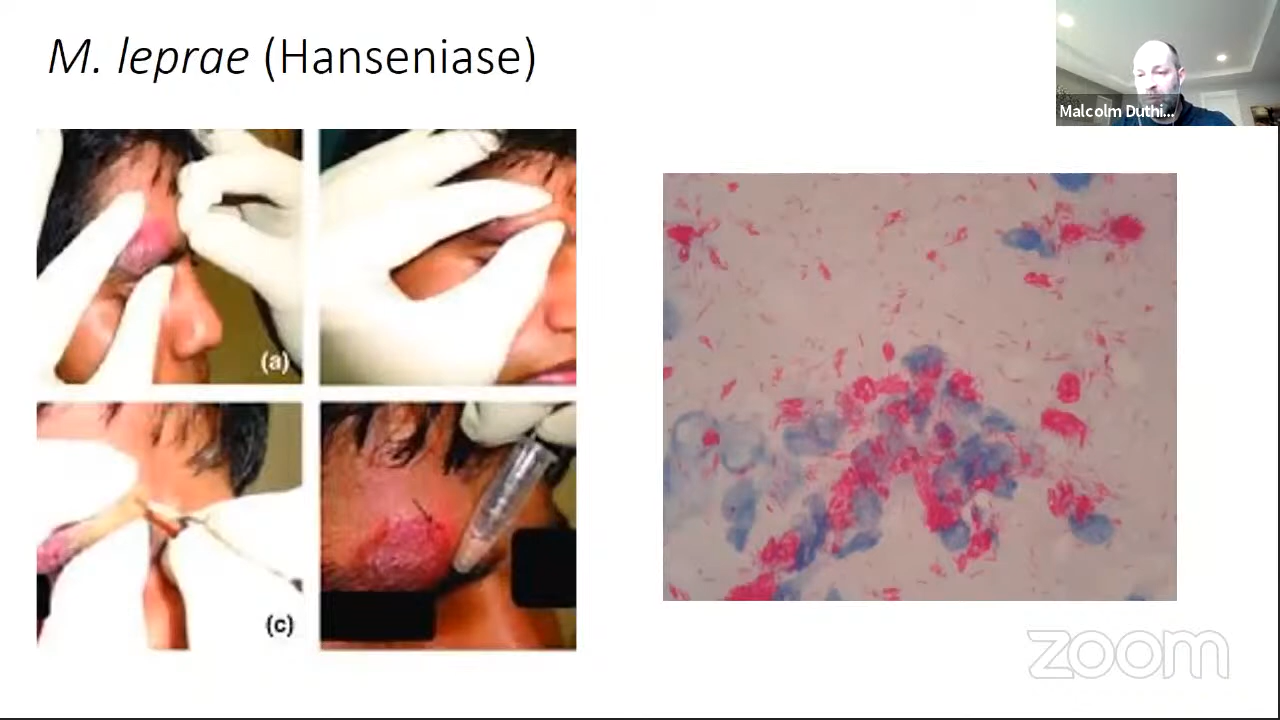 M. leprae (Hanseniase)
Malcolm Duthi...
(a)
(c)
zoom